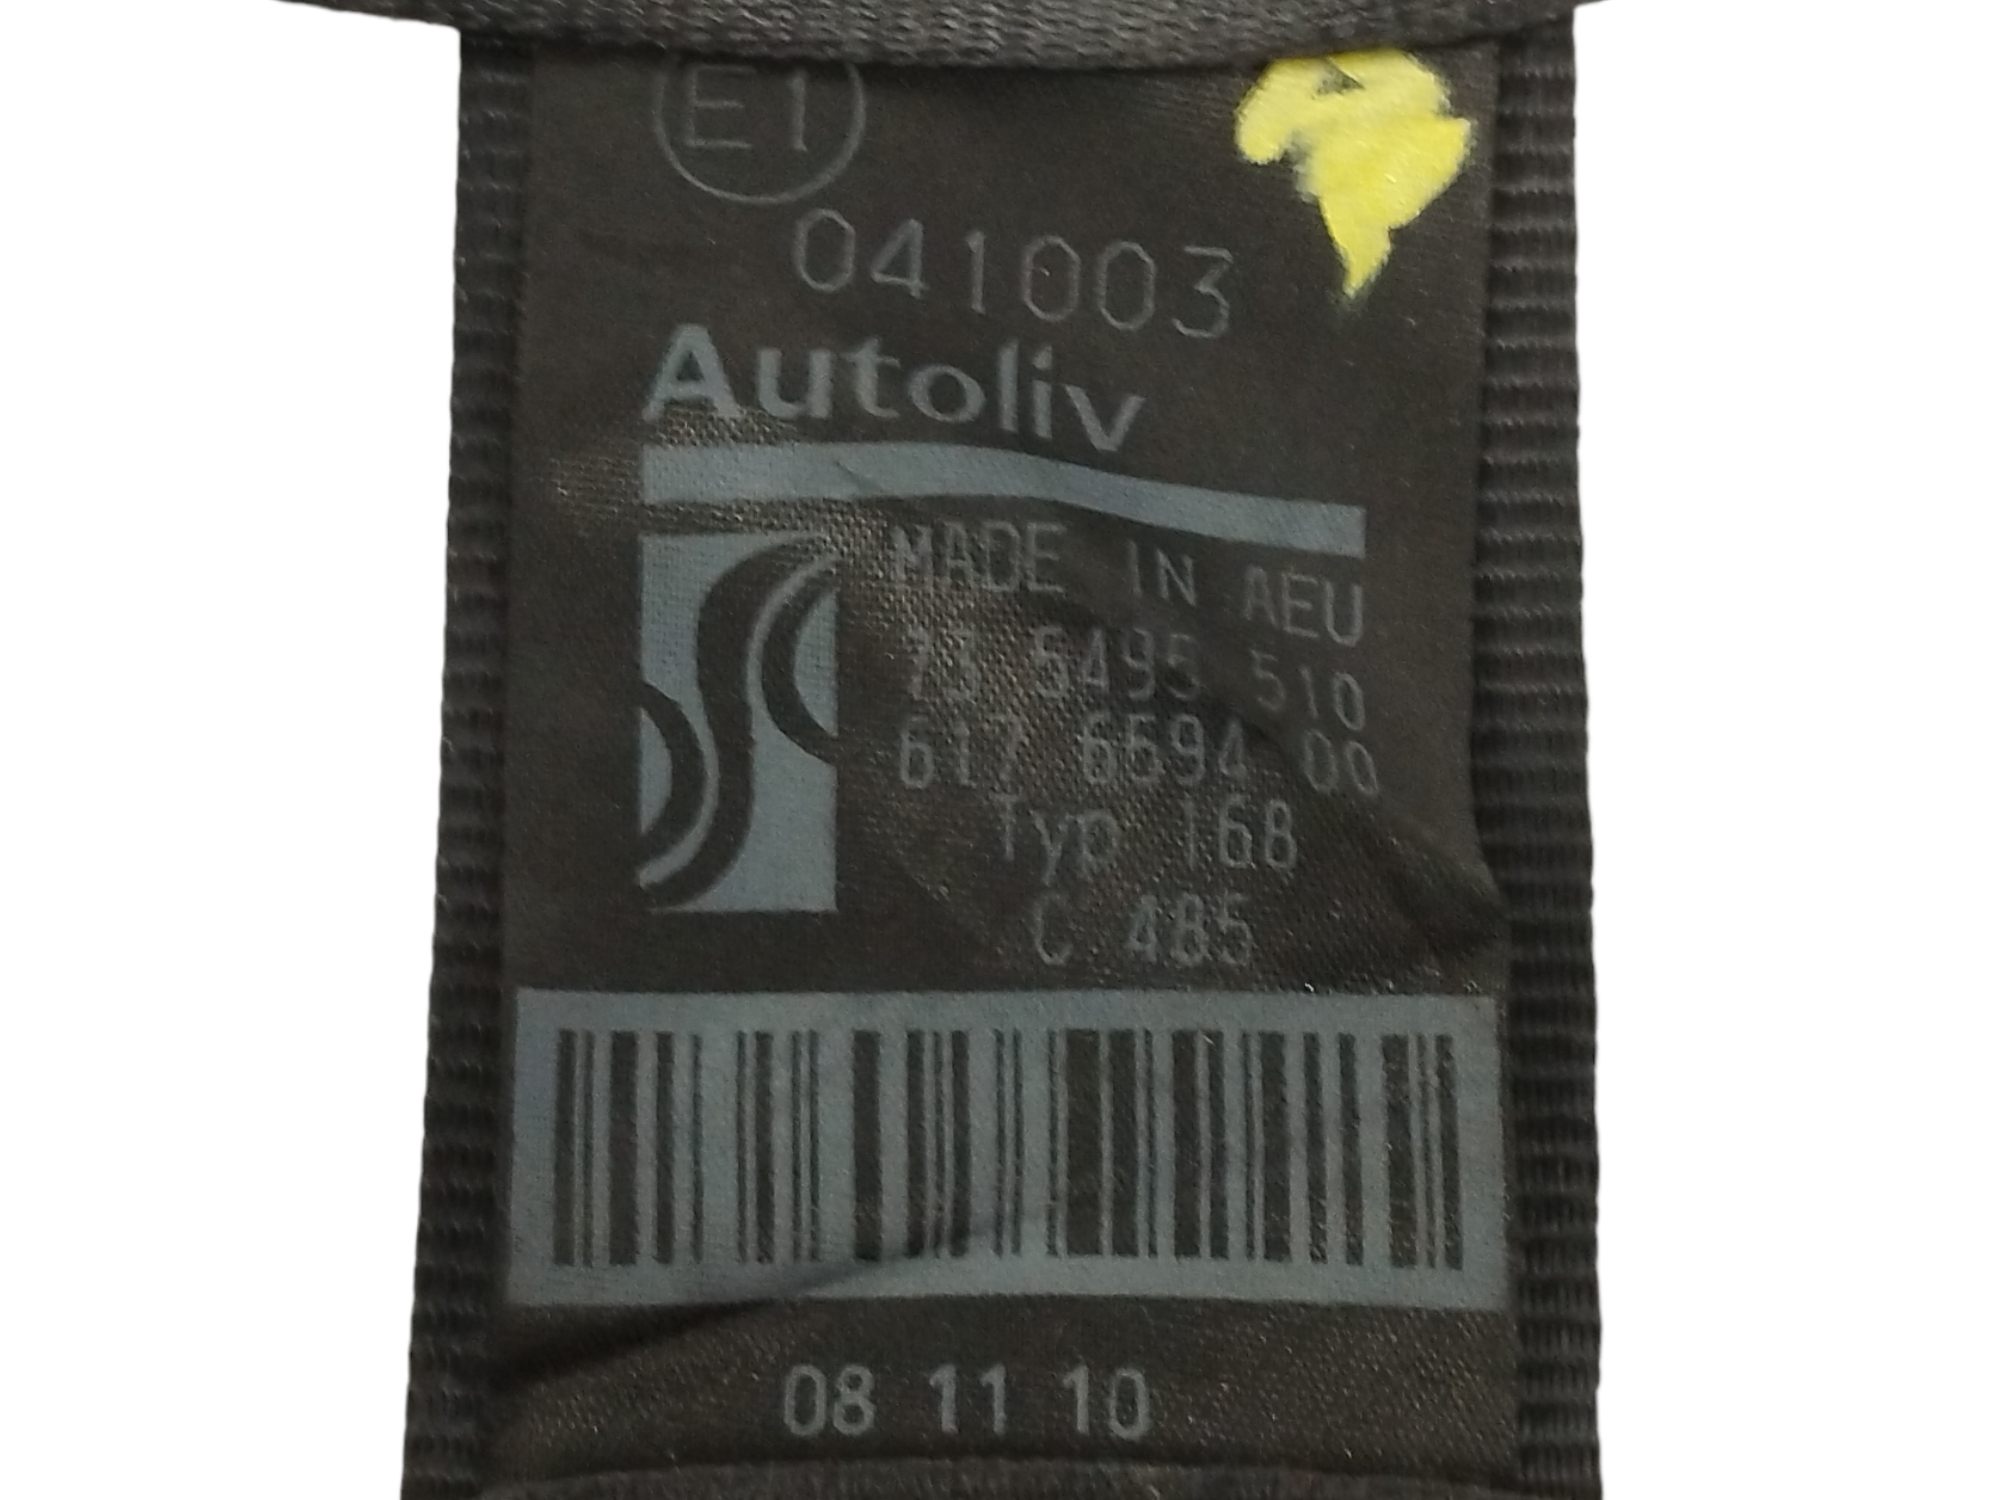 E1
041003
Autoliv
MADE IN AEU
73 5495 510
617 6594 00
Typ 168
C 485
08 11 10